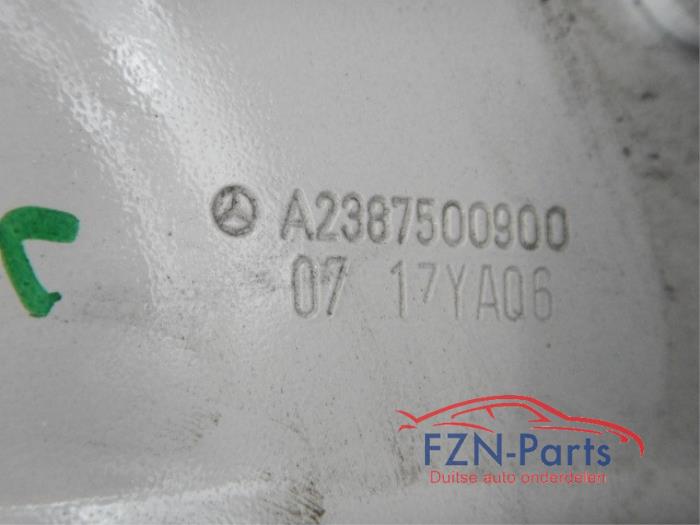 A2387500900
07 17YA06
FZN-Parts
Duitse auto onderdelen